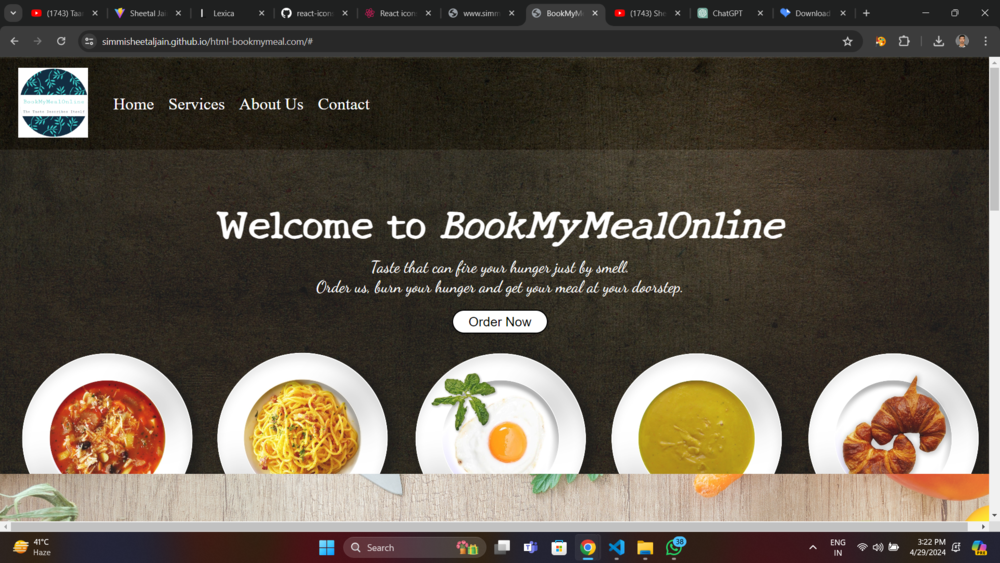 (1743) Taa
Sheetal Jai
Lexica
react-icon
React icon
www.simm
BookMyM
(1743) She
ChatGPT
Download
simmisheetaljain.github.io/html-bookmymeal.com/#
BookMyMealOnline
Home Services About Us Contact
Welcome to BookMyMealOnline
Taste that can fire your hunger just by smell.
Order us, burn your hunger and get your meal at your doorstep.
Order Now
41°C
Haze
Search
38
ENG
IN
3:22 PM
4/29/2024